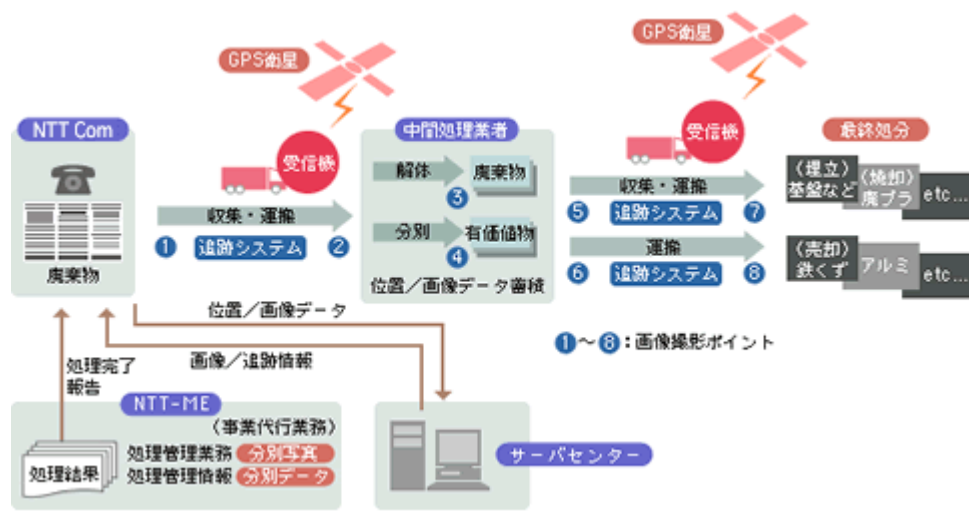 GPS衛星
GPS衛星
NTT Com
廃棄物
受信機
収集・運搬
① 追跡システム ②
中間処理業者
解体
③
廃棄物
分別
④
有価値物
位置/画像データ蓄積
受信機
収集・運搬
⑤ 追跡システム ⑦
運搬
⑥ 追跡システム ⑧
最終処分
(埋立)
基盤など
(焼却)
廃プラ
etc...
(売却)
鉄くず
アルミ
etc...
①~⑧:画像撮影ポイント
位置/画像データ
画像/追跡情報
処理完了
報告
NTT-ME
(事業代行業務)
処理結果
処理管理業務 分別写真
処理管理情報 分別データ
サーバセンター